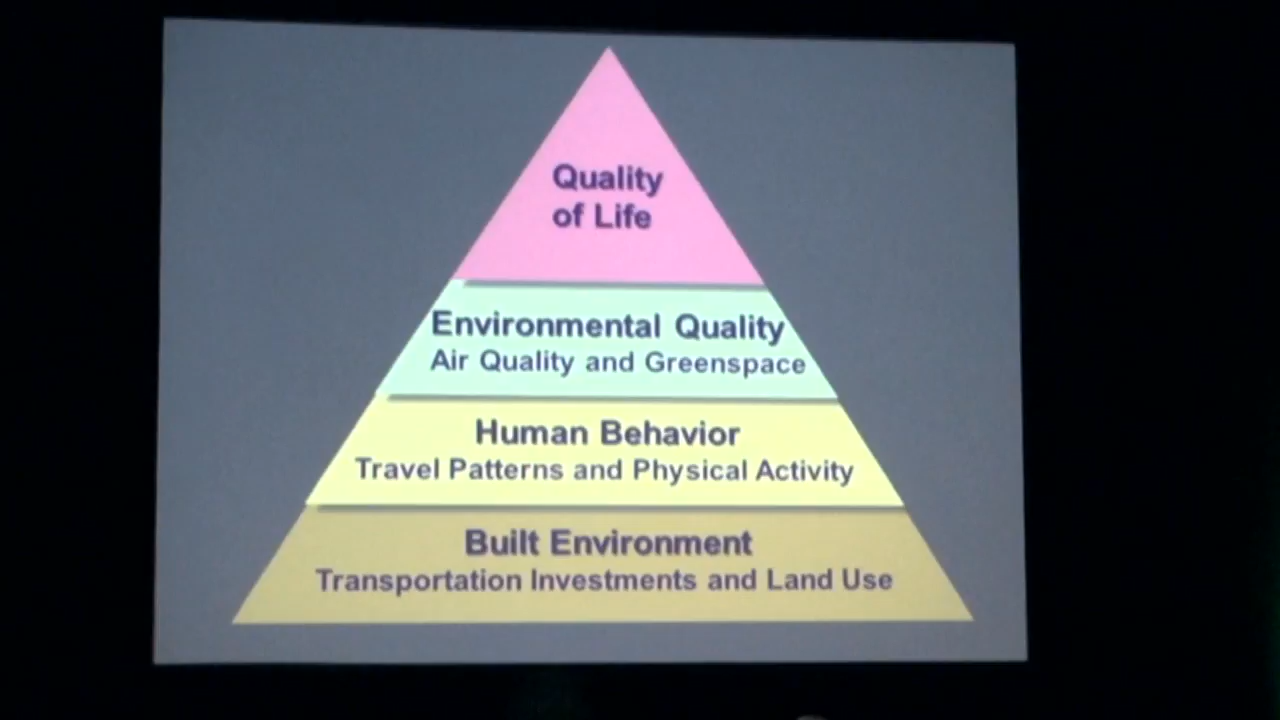 Quality
of Life
Environmental Quality
Air Quality and Greenspace
Human Behavior
Travel Patterns and Physical Activity
Built Environment
Transportation Investments and Land Use